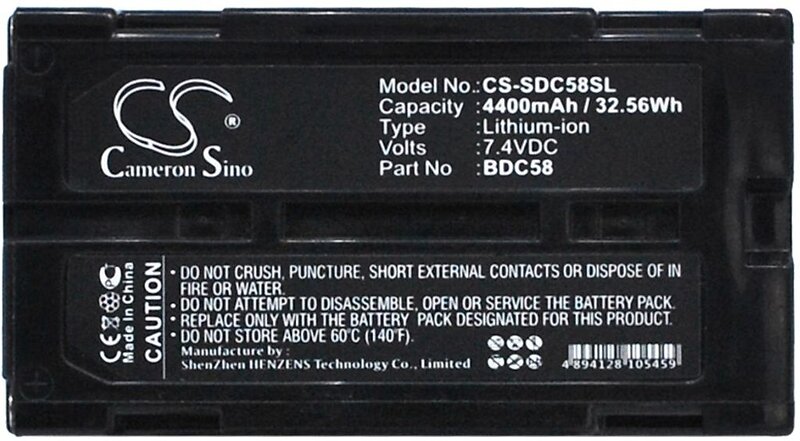 CS®
Cameron Sino
Model No.: CS-SDC58SL
Capacity : 4400mAh / 32.56Wh
Type : Lithium-ion
Volts : 7.4VDC
Part No : BDC58
CE PCT
Made in China
CAUTION
• DO NOT CRUSH, PUNCTURE, SHORT EXTERNAL CONTACTS OR DISPOSE OF IN
FIRE OR WATER.
• DO NOT ATTEMPT TO DISASSEMBLE, OPEN OR SERVICE THE BATTERY PACK.
• REPLACE ONLY WITH A BATTERY PACK DESIGNATED FOR THIS PRODUCT.
• DO NOT STORE ABOVE 60°C (140°F).
Manufacture by :
ShenZhen HENZENS Technology Co., Limited
4 894128 105459